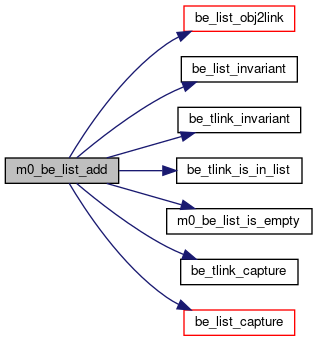 be_list_obj2link
be_list_invariant
be_tlink_invariant
m0_be_list_add
be_tlink_is_in_list
m0_be_list_is_empty
be_tlink_capture
be_list_capture